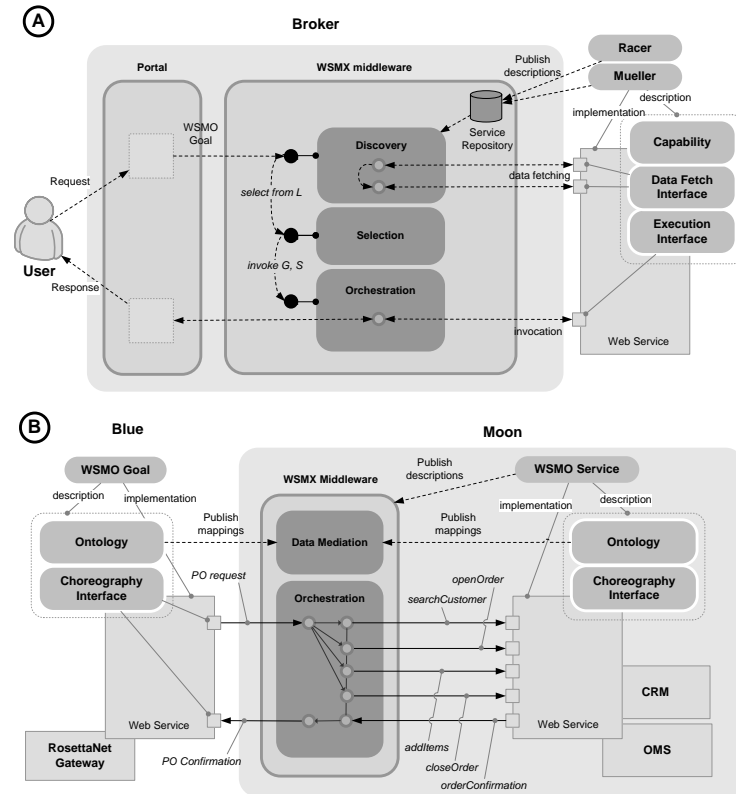 A
Broker
Portal
WSMX middleware
Publish
descriptions
Racer
Mueller
implementation
description
WSMO
Goal
Service
Repository
Discovery
Capability
Request
select from L
data fetching
Data Fetch
Interface
Selection
Execution
Interface
User
invoke G, S
Response
Orchestration
invocation
Web Service
B
Blue
Moon
WSMO Goal
WSMX Middleware
Publish
descriptions
WSMO Service
description
implementation
implementation
description
Publish
mappings
Publish
mappings
Ontology
Data Mediation
Ontology
Choreography
Interface
PO request
Orchestration
openOrder
searchCustomer
Choreography
Interface
CRM
Web Service
Web Service
RosettaNet
Gateway
PO Confirmation
addItems
closeOrder
orderConfirmation
OMS